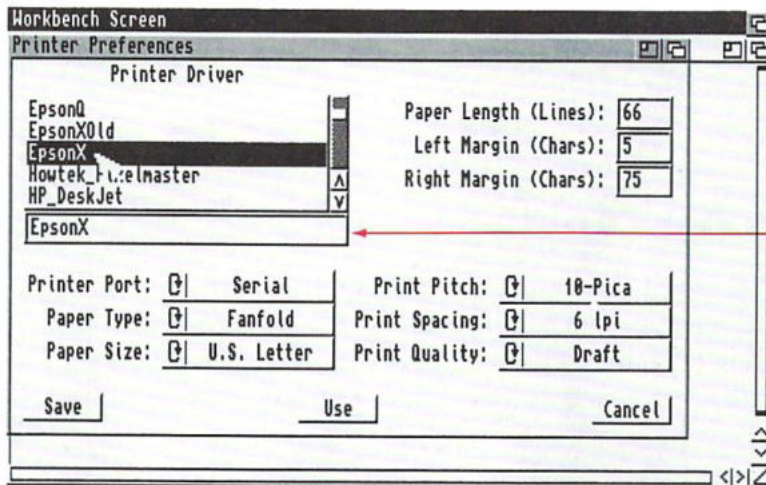 Workbench Screen
Printer Preferences
Printer Driver
EpsonQ
EpsonXOld
EpsonX
HP_DeskJet
EpsonX
Paper Length (Lines): 66
Left Margin (Chars): 5
Right Margin (Chars): 75
Printer Port: Serial
Paper Type: Fanfold
Paper Size: U.S. Letter
Print Pitch: 10-Pica
Print Spacing: 6 lpi
Print Quality: Draft
Save
Use
Cancel